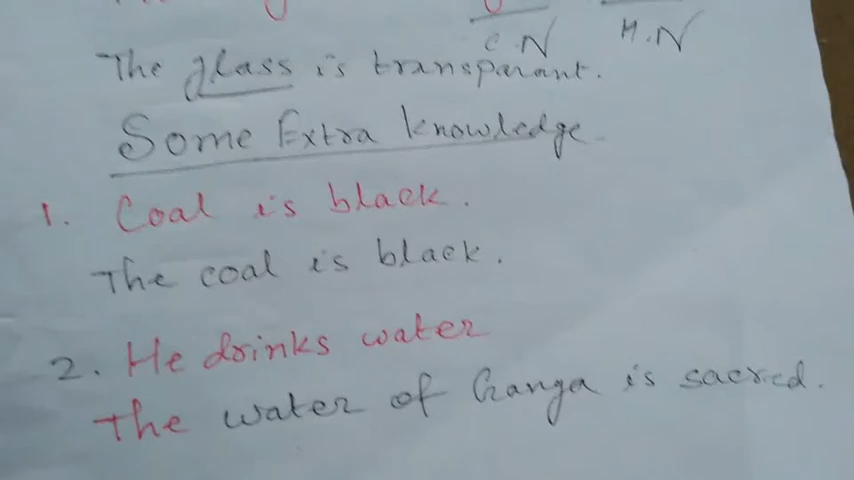 C.N M.N
The glass is transparant.
Some Extra knowledge
1. Coal is black.
The coal is black.
2. He drinks water
The water of Ganga is sacred.